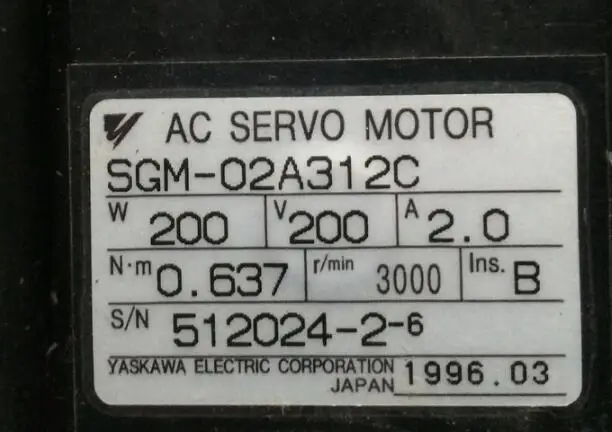 AC SERVO MOTOR
SGM-02A312C
W 200 V 200 A 2.0
N·m 0.637 r/min 3000 Ins. B
S/N 512024-2-6
YASKAWA ELECTRIC CORPORATION
JAPAN 1996.03